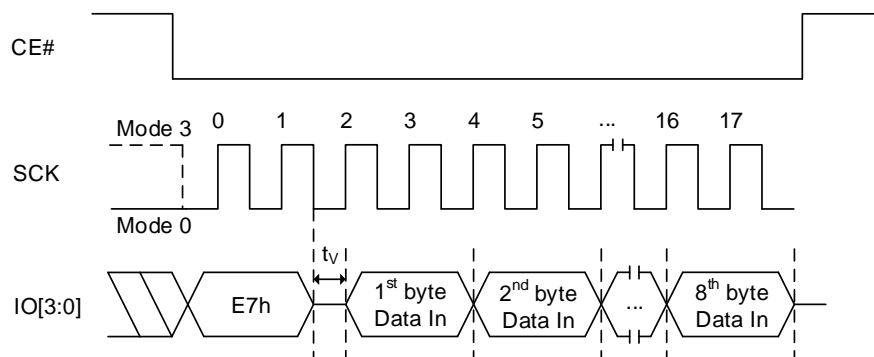 CE#
Mode 3
0 1 2 3 4 5 ... 16 17
SCK
Mode 0
tV
IO[3:0]
E7h
1st byte
Data In
2nd byte
Data In
...
8th byte
Data In